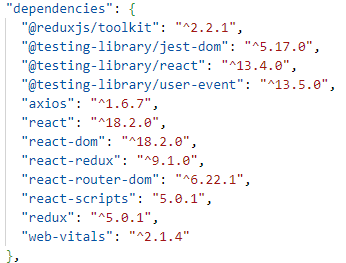 "dependencies": {
"@reduxjs/toolkit": "^2.2.1",
"@testing-library/jest-dom": "^5.17.0",
"@testing-library/react": "^13.4.0",
"@testing-library/user-event": "^13.5.0",
"axios": "^1.6.7",
"react": "^18.2.0",
"react-dom": "^18.2.0",
"react-redux": "^9.1.0",
"react-router-dom": "^6.22.1",
"react-scripts": "5.0.1",
"redux": "^5.0.1",
"web-vitals": "^2.1.4"
},